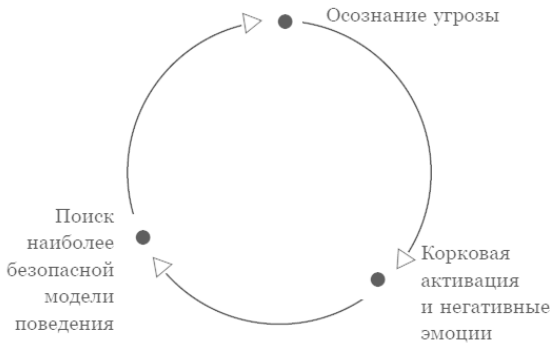 Осознание угрозы
Корковая
активация
и негативные
эмоции
Поиск
наиболее
безопасной
модели
поведения